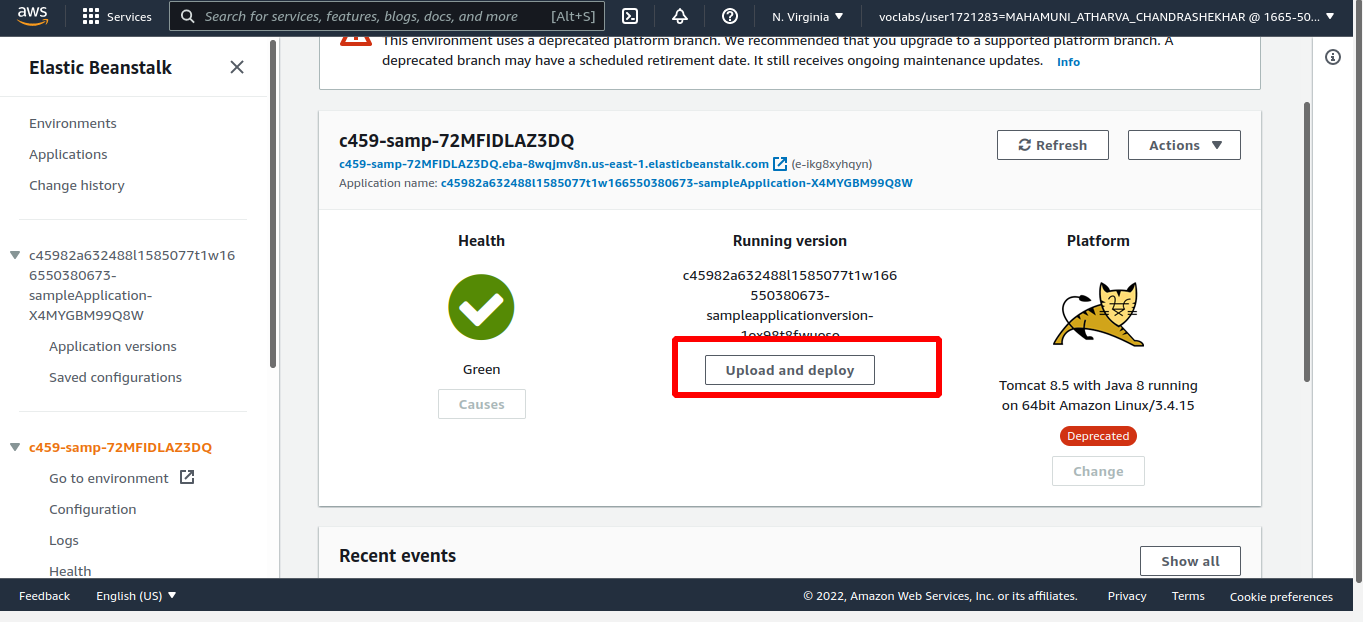 aws
Services
Search for services, features, blogs, docs, and more [Alt+S]
N. Virginia
voclabs/user1721283=MAHAMUNI_ATHARVA_CHANDRASHEKHAR @ 1665-50...
Elastic Beanstalk
Environments
Applications
Change history
c45982a632488l1585077t1w166
6550380673-
sampleApplication-
X4MYGBM99Q8W
Application versions
Saved configurations
c459-samp-72MFIDLAZ3DQ
Go to environment
Configuration
Logs
Health
This environment uses a deprecated platform branch. We recommended that you upgrade to a supported platform branch. A
deprecated branch may have a scheduled retirement date. It still receives ongoing maintenance updates. Info
c459-samp-72MFIDLAZ3DQ
Refresh
Actions
c459-samp-72MFIDLAZ3DQ.eba-8wqjmv8n.us-east-1.elasticbeanstalk.com (e-ikg8xyhqyn)
Application name: c45982a632488l1585077t1w166550380673-sampleApplication-X4MYGBM99Q8W
Health
Green
Causes
Running version
c45982a632488l1585077t1w166
550380673-
sampleapplicationversion-
Upload and deploy
Platform
Tomcat 8.5 with Java 8 running
on 64bit Amazon Linux/3.4.15
Deprecated
Change
Recent events
Show all
Feedback
English (US)
© 2022, Amazon Web Services, Inc. or its affiliates.
Privacy
Terms
Cookie preferences